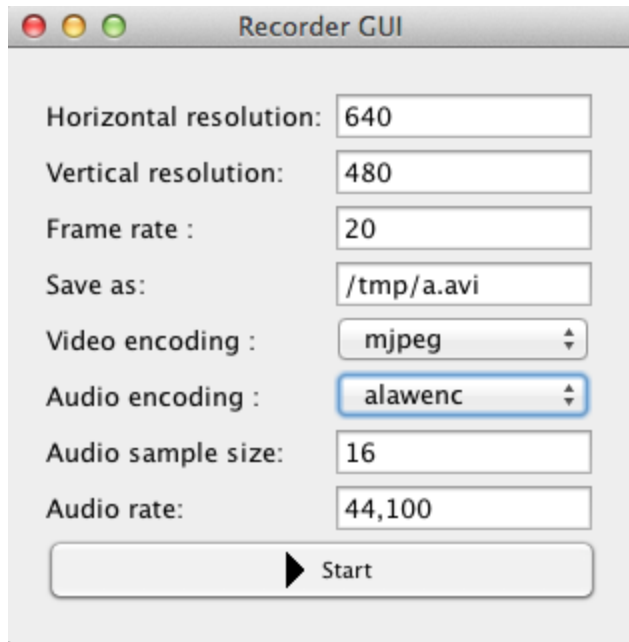 Recorder GUI
Horizontal resolution: 640
Vertical resolution: 480
Frame rate : 20
Save as: /tmp/a.avi
Video encoding : mjpeg
Audio encoding : alawenc
Audio sample size: 16
Audio rate: 44,100
Start